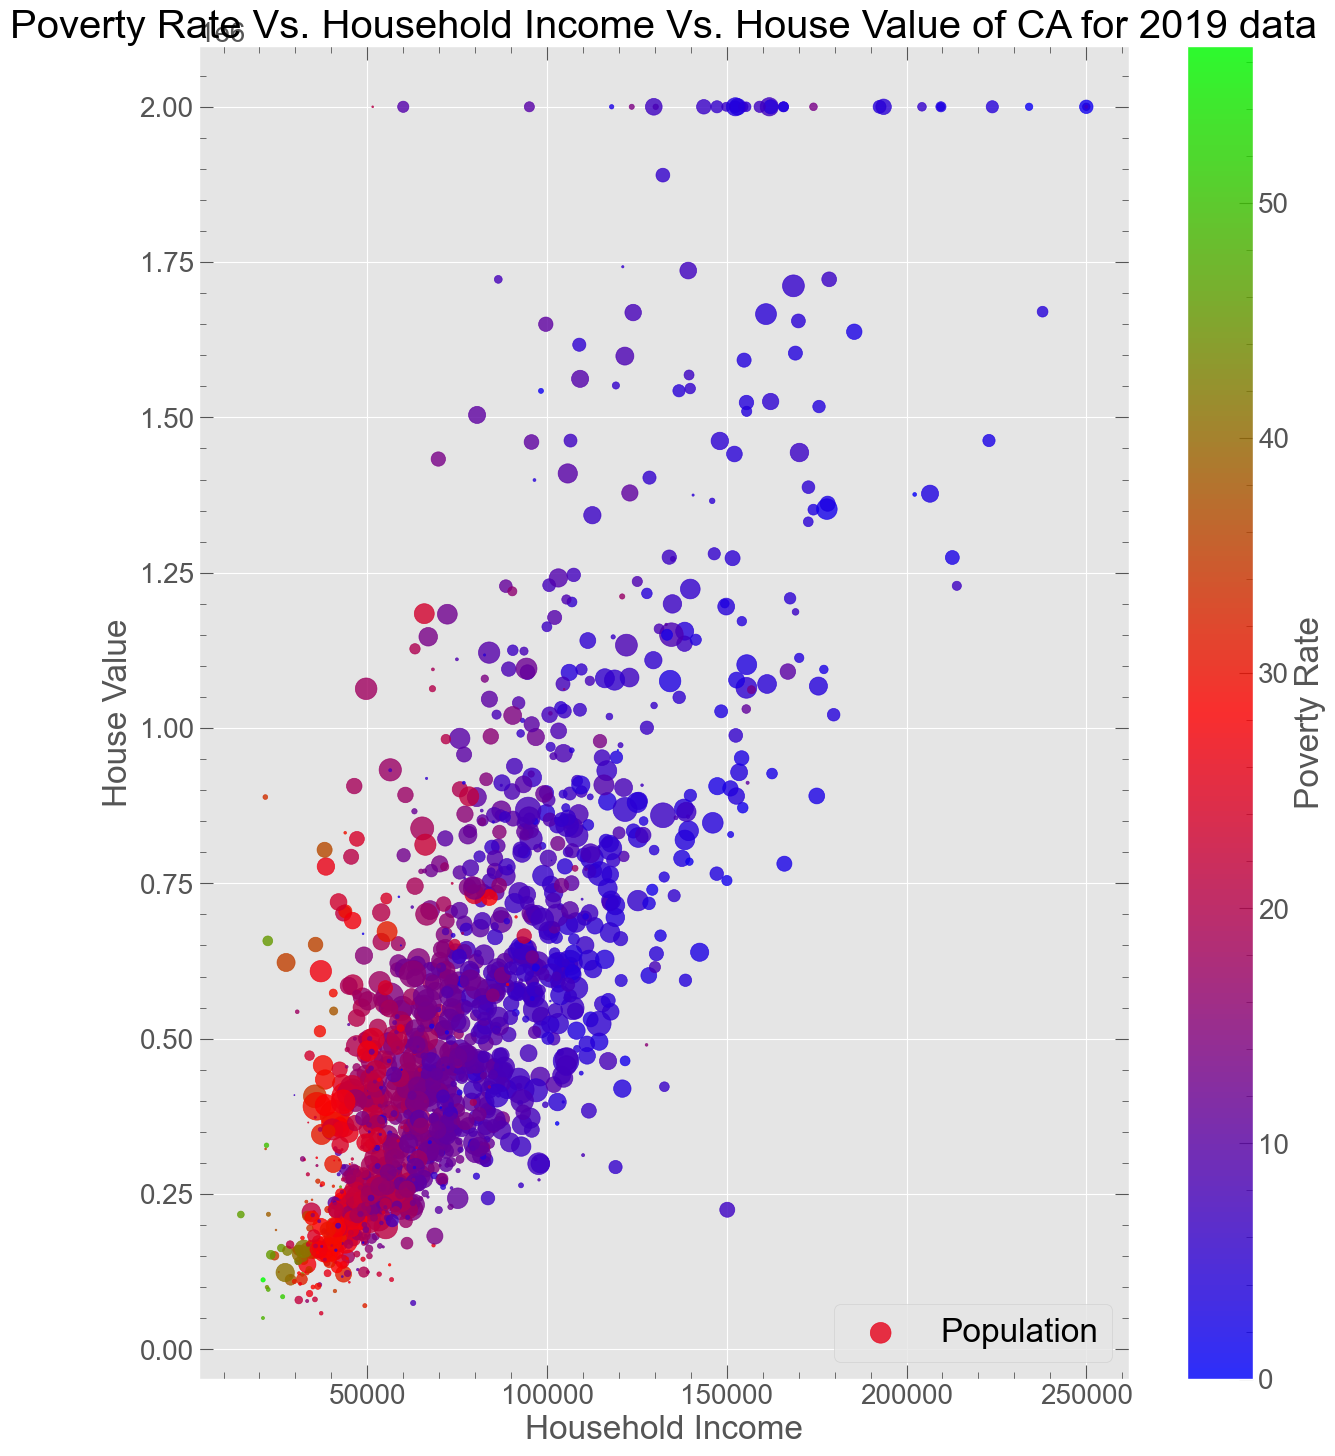 Poverty Rate Vs. Household Income Vs. House Value of CA for 2019 data
1e6
2.00
1.75
1.50
1.25
1.00
0.75
0.50
0.25
0.00
House Value
50000 100000 150000 200000 250000
Household Income
Population
50
40
30
20
10
0
Poverty Rate